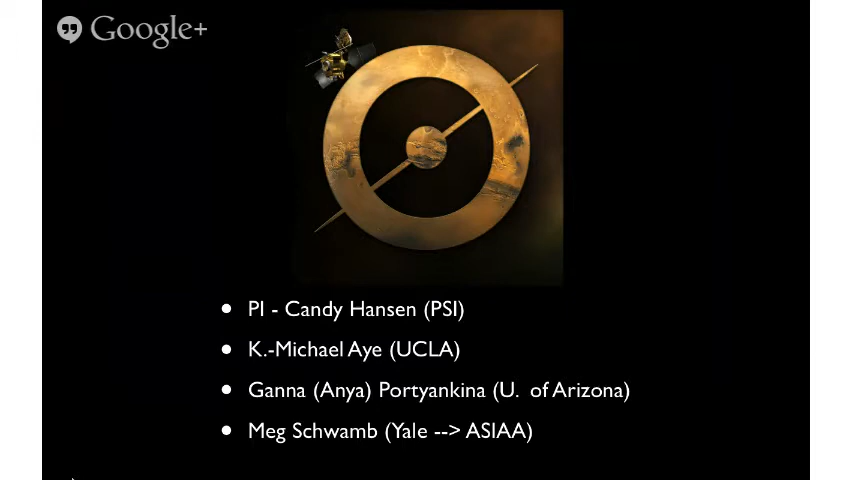 Google+
• PI - Candy Hansen (PSI)
• K.-Michael Aye (UCLA)
• Ganna (Anya) Portyankina (U. of Arizona)
• Meg Schwamb (Yale --> ASIAA)